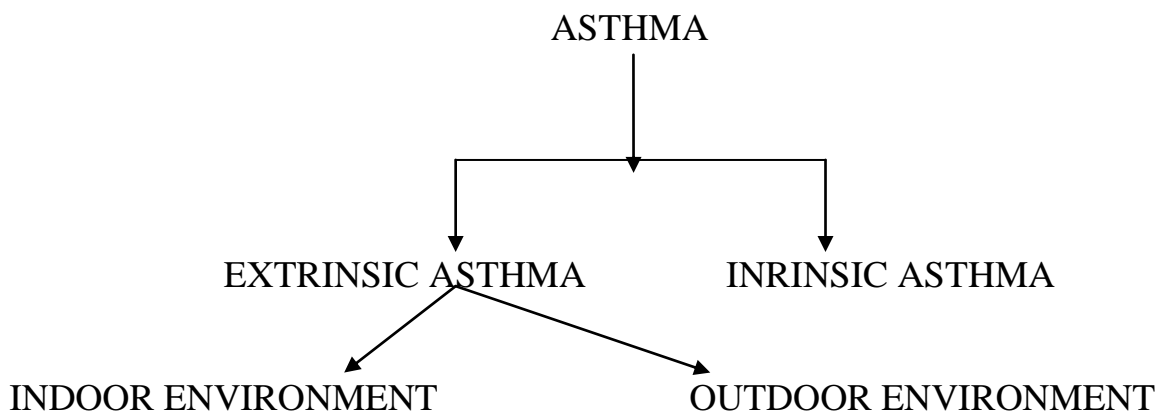 ASTHMA
EXTRINSIC ASTHMA INRINSIC ASTHMA
INDOOR ENVIRONMENT OUTDOOR ENVIRONMENT